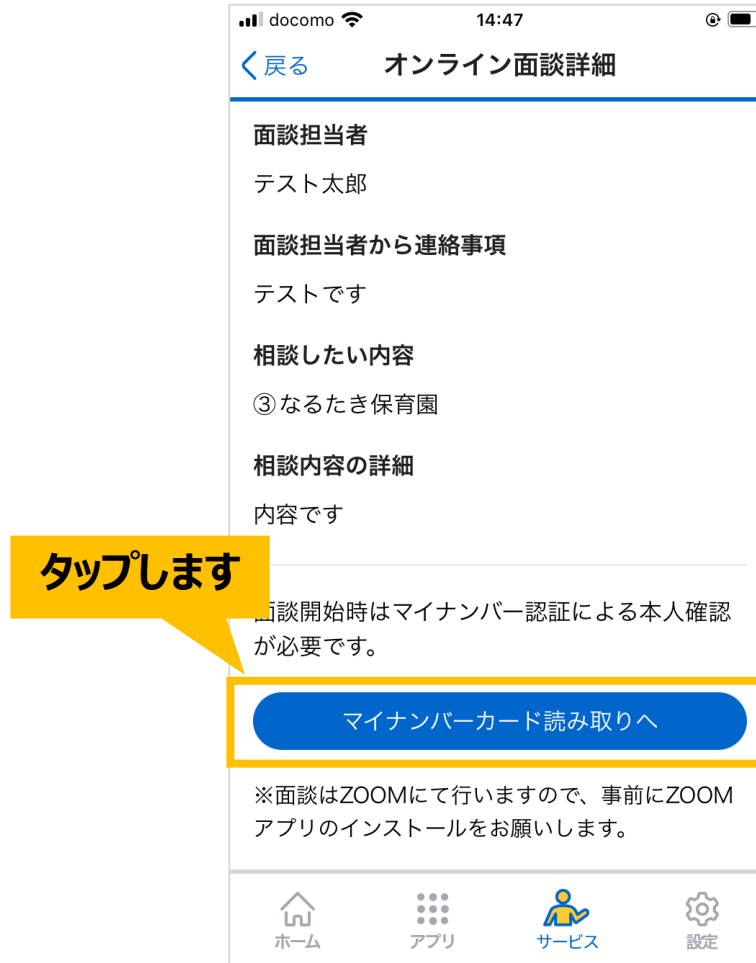 docomo
14:47
戻る
オンライン面談詳細
面談担当者
テスト太郎
面談担当者から連絡事項
テストです
相談したい内容
③なるたき保育園
相談内容の詳細
内容です
タップします
面談開始時はマイナンバー認証による本人確認
が必要です。
マイナンバーカード読み取りへ
※面談はZOOMにて行いますので、事前にZOOM
アプリのインストールをお願いします。
ホーム
アプリ
サービス
設定